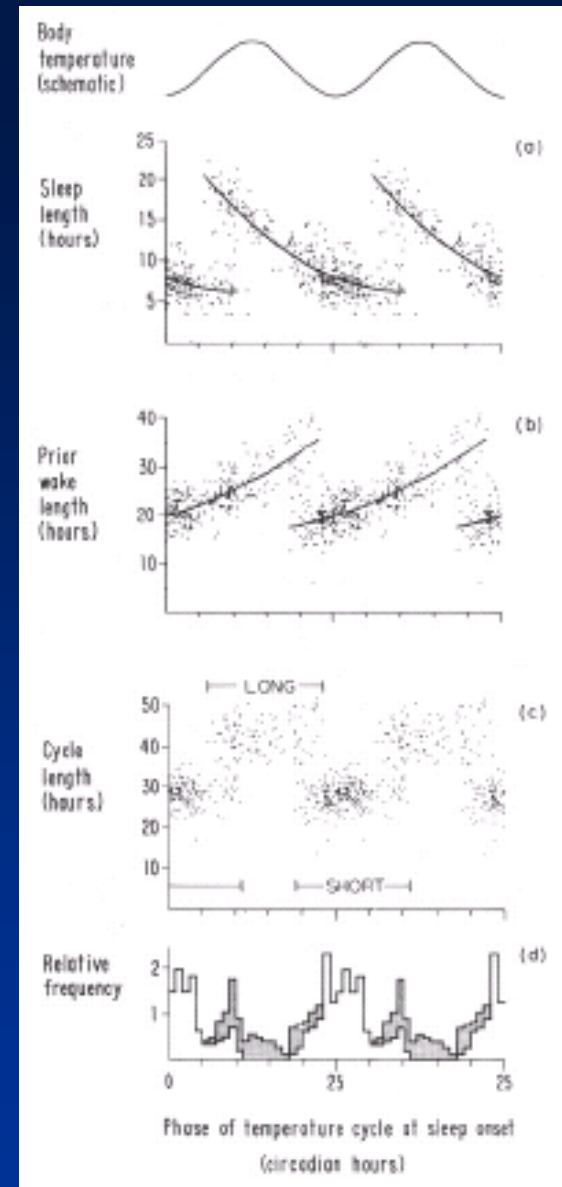 Body
temperature
(schematic)
(a)
25
20
15
10
5
Sleep
length
(hours)
(b)
40
30
20
10
Prior
wake
length
(hours)
LONG
(c)
50
40
30
20
10
Cycle
length
(hours)
SHORT
(d)
Relative
frequency
2
1
0 25 25
Phase of temperature cycle at sleep onset
(circadian hours)